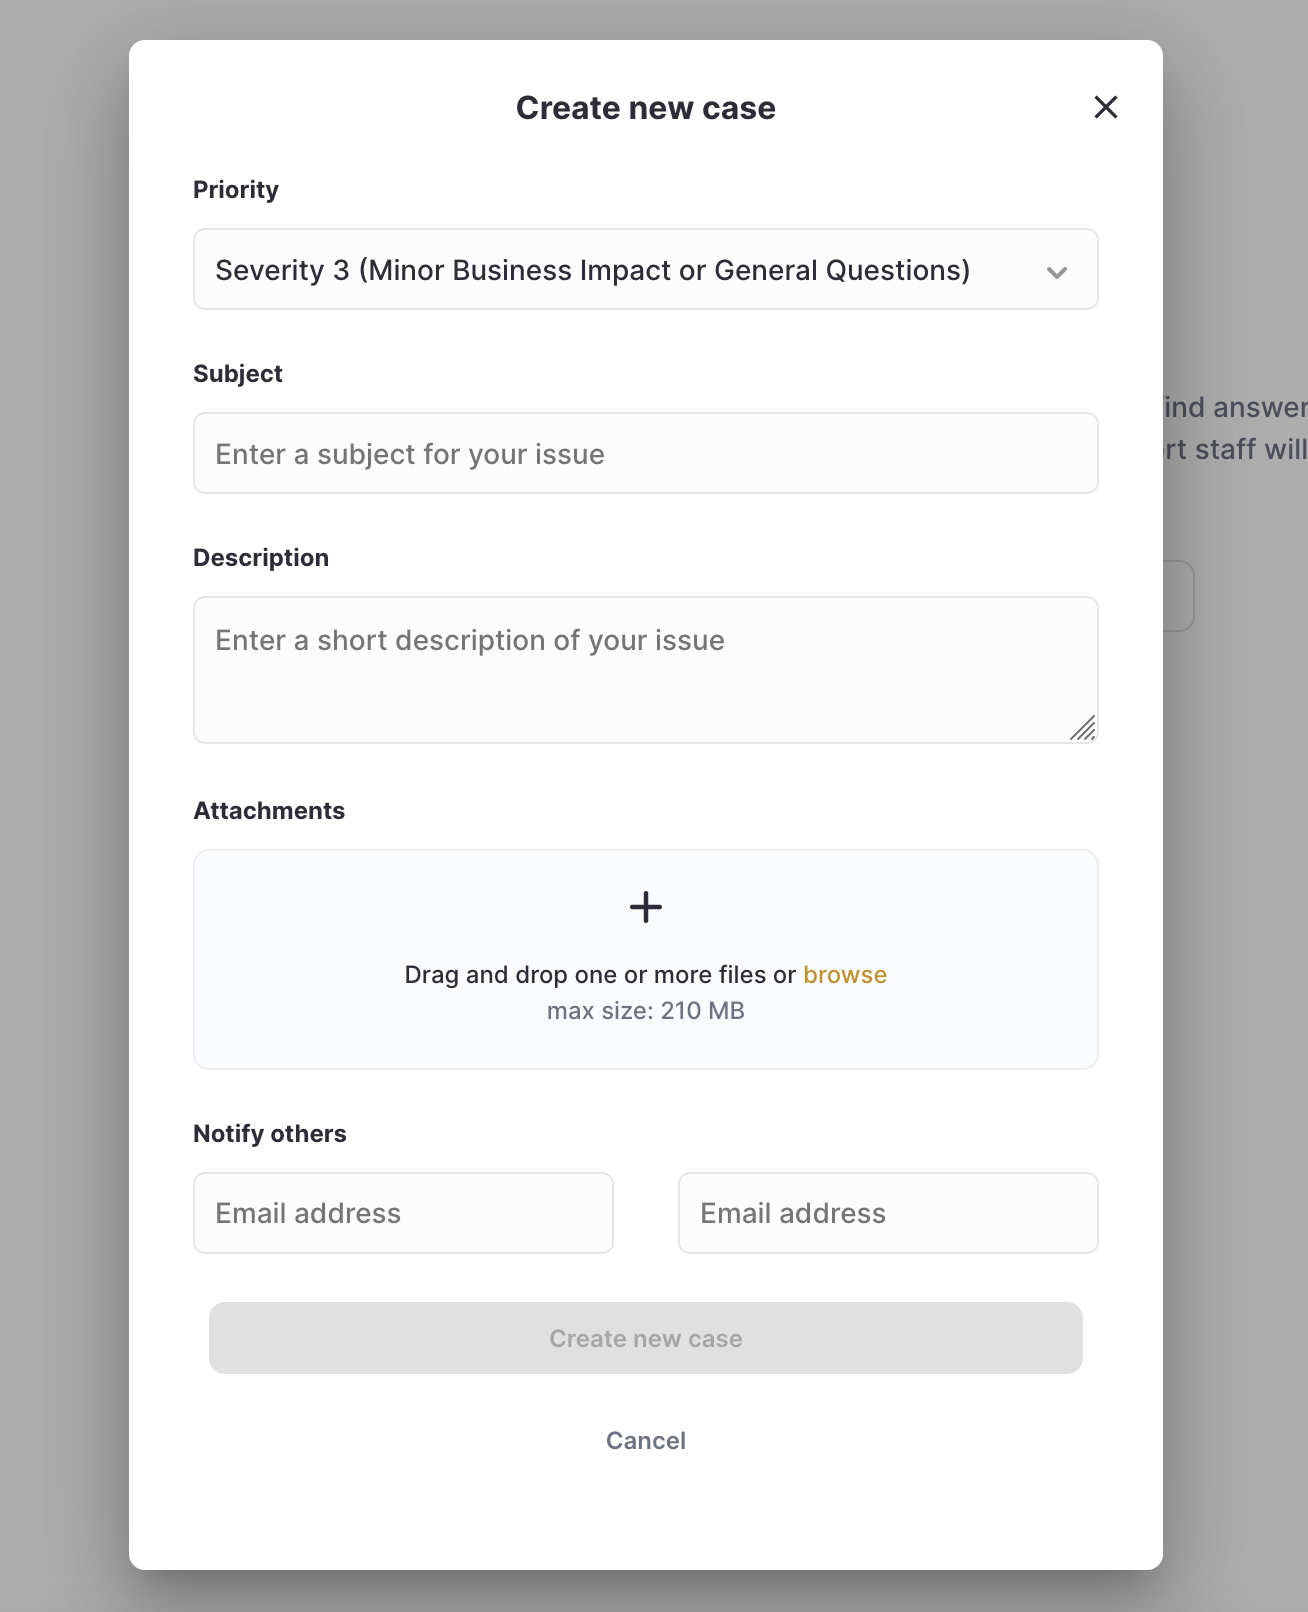 Create new case
Priority
Severity 3 (Minor Business Impact or General Questions)
Subject
Enter a subject for your issue
find answer
rt staff will
Description
Enter a short description of your issue
Attachments
Drag and drop one or more files or browse
max size: 210 MB
Notify others
Email address
Email address
Create new case
Cancel